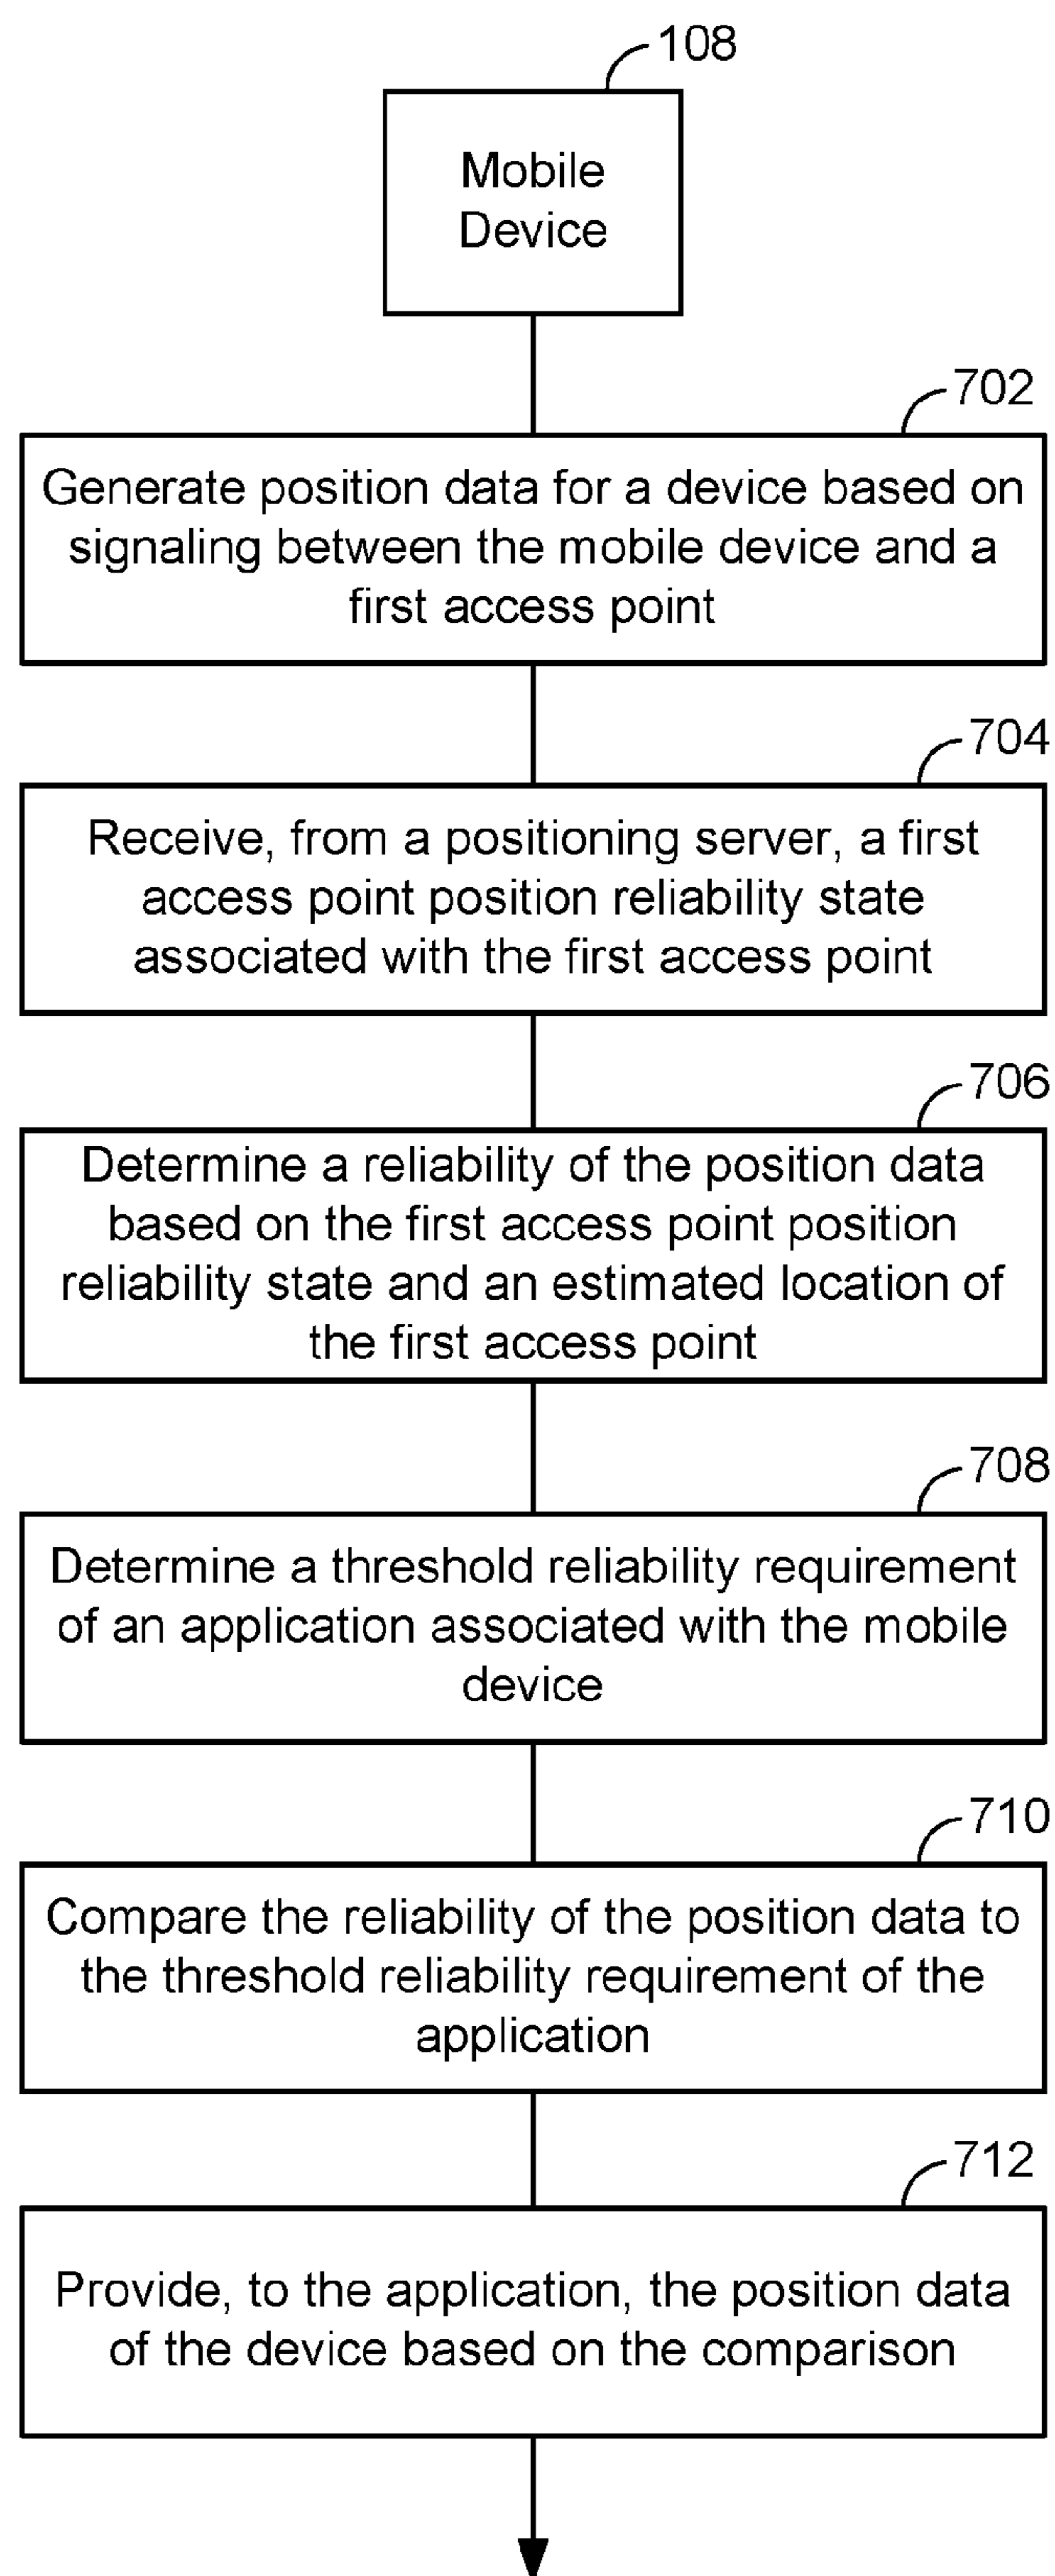 108
Mobile
Device
702
Generate position data for a device based on
signaling between the mobile device and a
first access point
704
Receive, from a positioning server, a first
access point position reliability state
associated with the first access point
706
Determine a reliability of the position data
based on the first access point position
reliability state and an estimated location of
the first access point
708
Determine a threshold reliability requirement
of an application associated with the mobile
device
710
Compare the reliability of the position data to
the threshold reliability requirement of the
application
712
Provide, to the application, the position data
of the device based on the comparison